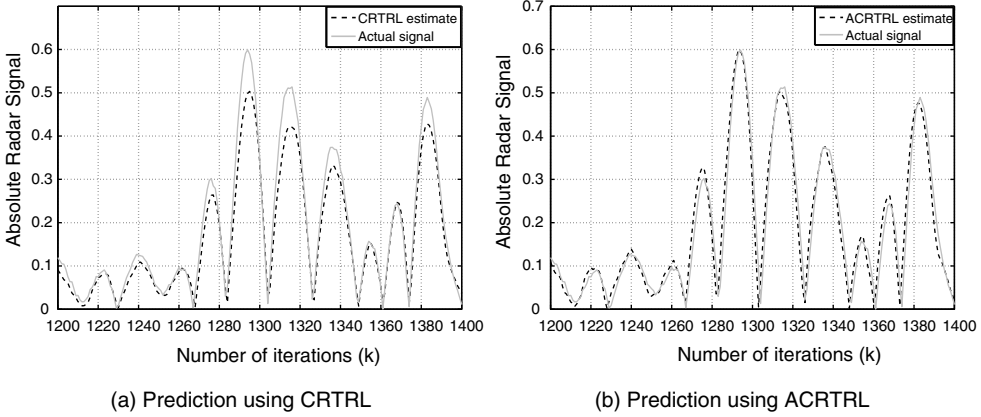 CRTRL estimate
Actual signal
0.6
0.5
0.4
0.3
0.2
0.1
0
Absolute Radar Signal
1200 1220 1240 1260 1280 1300 1320 1340 1360 1380 1400
Number of iterations (k)
(a) Prediction using CRTRL
ACRTRL estimate
Actual signal
0.7
0.6
0.5
0.4
0.3
0.2
0.1
0
Absolute Radar Signal
1200 1220 1240 1260 1280 1300 1320 1340 1360 1380 1400
Number of iterations (k)
(b) Prediction using ACRTRL